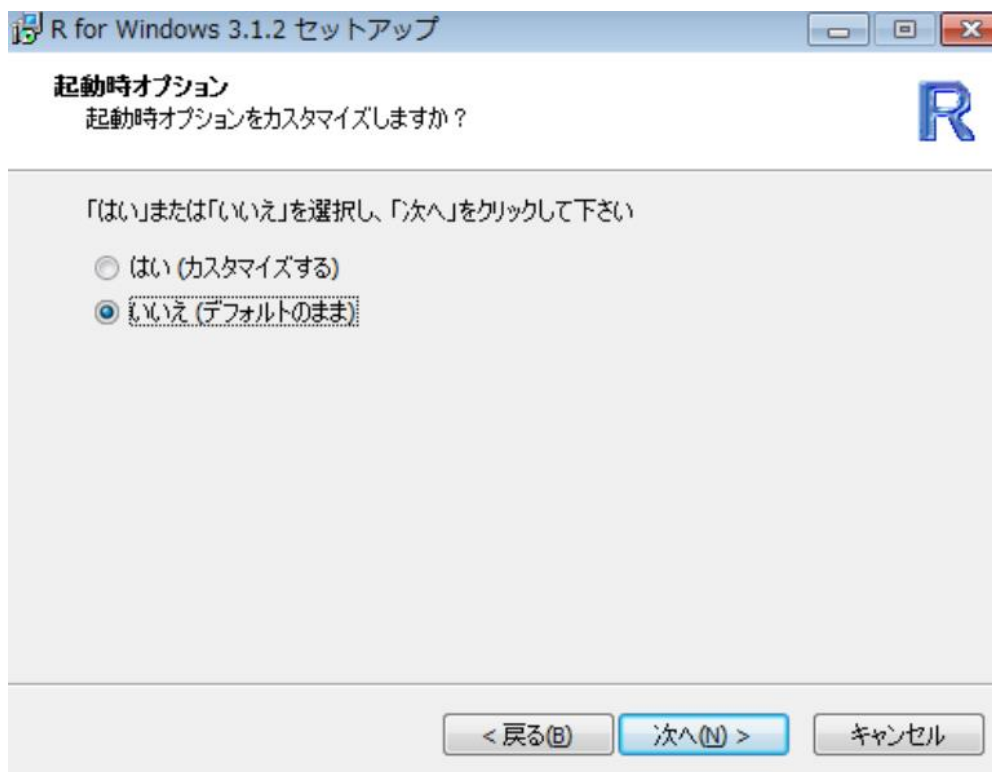 R for Windows 3.1.2 セットアップ
起動時オプション
起動時オプションをカスタマイズしますか？
R
「はい」または「いいえ」を選択し、「次へ」をクリックして下さい
はい (カスタマイズする)
いいえ (デフォルトのまま)
< 戻る(B)
次へ(N) >
キャンセル